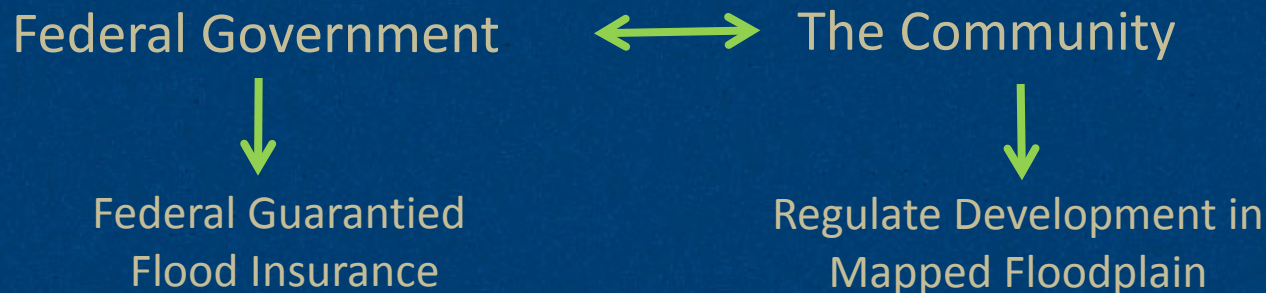 Federal Government
The Community
Federal Guarantied
Flood Insurance
Regulate Development in
Mapped Floodplain